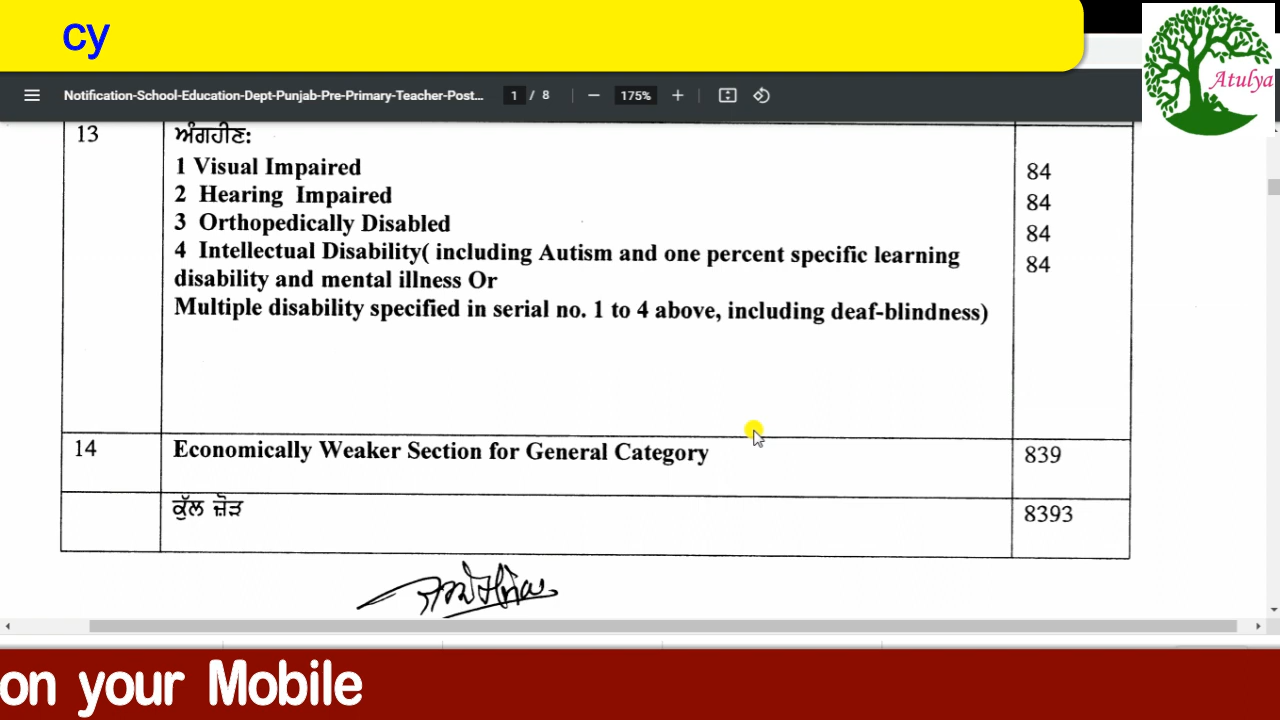 cy
Atulya
Notification-School-Education-Dept-Punjab-Pre-Primary-Teacher-Post... 1 / 8 175%
13 ਅੰਗਹੀਣ:
1 Visual Impaired 84
2 Hearing Impaired 84
3 Orthopedically Disabled 84
4 Intellectual Disability( including Autism and one percent specific learning 84
disability and mental illness Or
Multiple disability specified in serial no. 1 to 4 above, including deaf-blindness)
14 Economically Weaker Section for General Category 839
ਕੁੱਲ ਜ਼ੋੜ 8393
on your Mobile